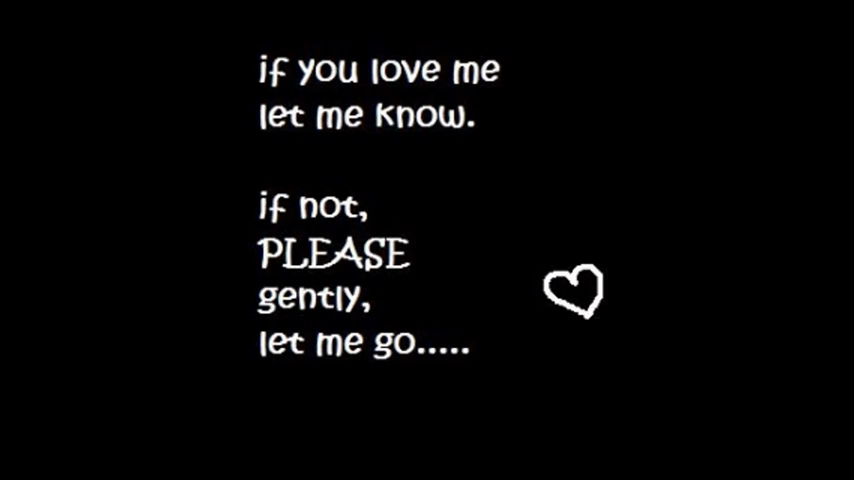 if you love me
let me know.
if not,
PLEASE
gently,
let me go.....